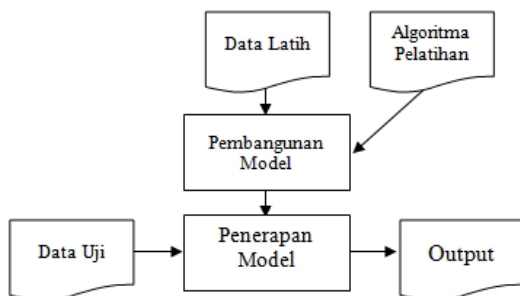 Data Latih
Algoritma
Pelatihan
Pembangunan
Model
Data Uji
Penerapan
Model
Output